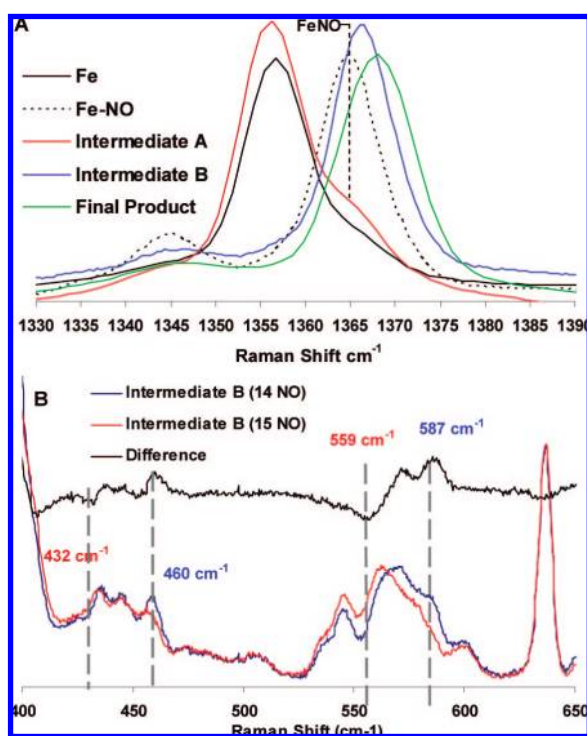 A
FeNO
Fe
Fe-NO
Intermediate A
Intermediate B
Final Product
1330 1335 1340 1345 1350 1355 1360 1365 1370 1375 1380 1385 1390
Raman Shift cm-1
B
Intermediate B (14 NO)
Intermediate B (15 NO)
Difference
559 cm-1
587 cm-1
432 cm-1
460 cm-1
400 450 500 550 600 650
Raman Shift (cm-1)